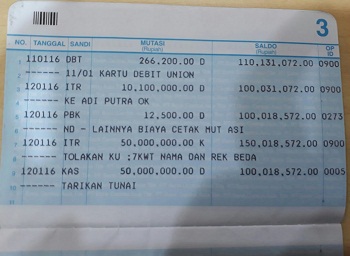 3
NO. TANGGAL SANDI MUTASI (Rupiah) SALDO (Rupiah) OP ID
1 110116 DBT 266,200.00 D 110,131,072.00 0900
2 ------ 11/01 KARTU DEBIT UNION
3 120116 ITR 10,100,000.00 D 100,031,072.00 0900
4 ------ KE ADI PUTRA OK
5 120116 PBK 12,500.00 D 100,018,572.00 0273
6 ------ ND - LAINNYA BIAYA CETAK MUT ASI
7 120116 ITR 50,000,000.00 K 150,018,572.00 0900
8 ------ TOLAKAN KU ;7KWT NAMA DAN REK BEDA
9 120116 KAS 50,000,000.00 D 100,018,572.00 0005
10 ------ TARIKAN TUNAI